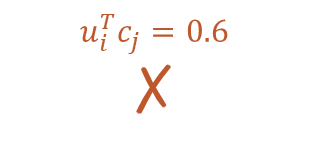 $u_i^T c_j = 0.6$
X